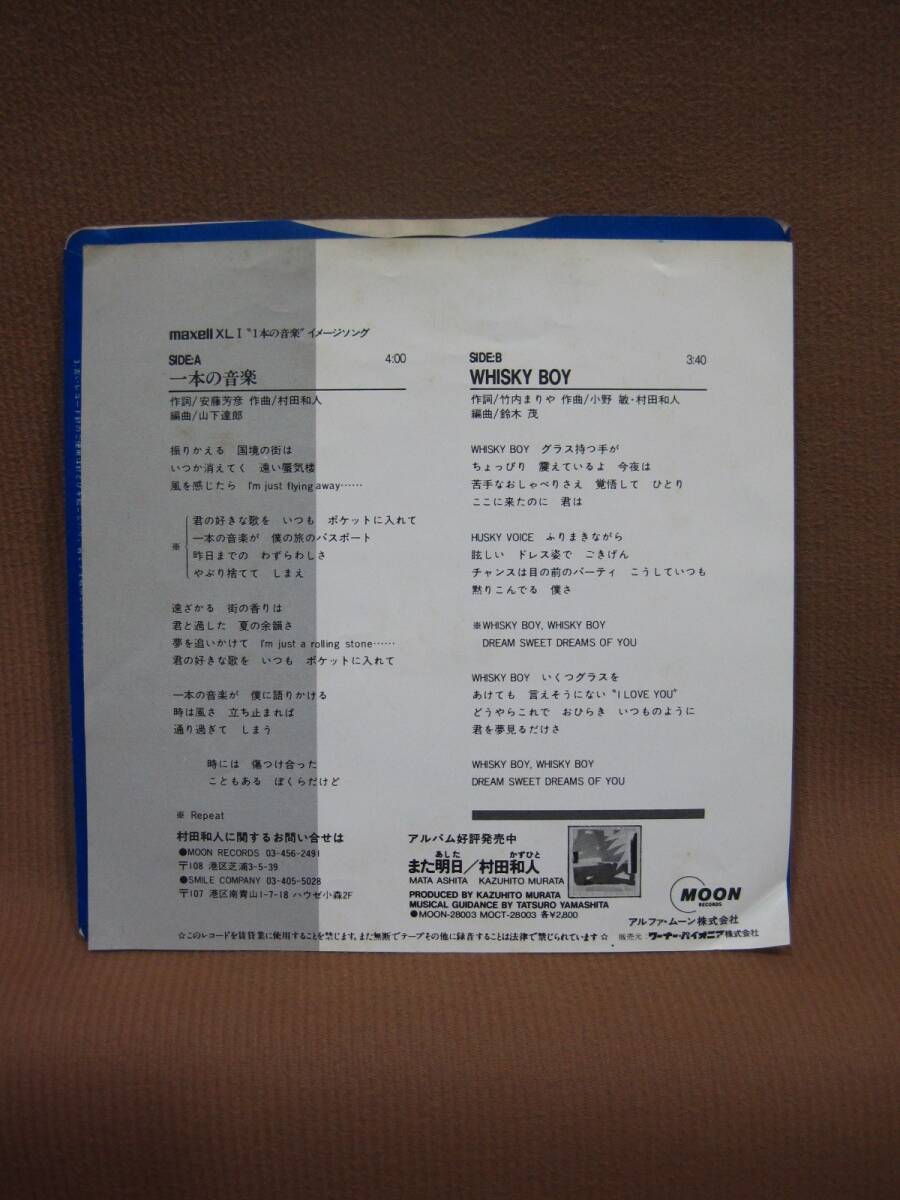 maxell XL I "1本の音楽" イメージソング
SIDE:A 4:00
一本の音楽
作詞/安藤芳彦 作曲/村田和人
編曲/山下達郎
振りかえる 国境の街は
いつか消えてく 遠い蜃気楼
風を感じたら I'm just flying away……
※
君の好きな歌を いつも ポケットに入れて
一本の音楽が 僕の旅のパスポート
昨日までの わずらわしさ
やぶり捨てて しまえ
遠ざかる 街の香りは
君と過した 夏の余韻さ
夢を追いかけて I'm just a rolling stone……
君の好きな歌を いつも ポケットに入れて
一本の音楽が 僕に語りかける
時は風さ 立ち止まれば
通り過ぎて しまう
時には 傷つけ合った
こともある ぼくらだけど
※ Repeat
SIDE:B 3:40
WHISKY BOY
作詞/竹内まりや 作曲/小野 敏・村田和人
編曲/鈴木 茂
WHISKY BOY グラス持つ手が
ちょっぴり 震えているよ 今夜は
苦手なおしゃべりさえ 覚悟して ひとり
ここに来たのに 君は
HUSKY VOICE ふりまきながら
眩しい ドレス姿で ごきげん
チャンスは目の前のパーティ こうしていつも
黙りこんでる 僕さ
※WHISKY BOY, WHISKY BOY
DREAM SWEET DREAMS OF YOU
WHISKY BOY いくつグラスを
あけても 言えそうにない "I LOVE YOU"
どうやらこれで おひらき いつものように
君を夢見るだけさ
WHISKY BOY, WHISKY BOY
DREAM SWEET DREAMS OF YOU
村田和人に関するお問い合せは
●MOON RECORDS 03-456-2491
〒108 港区芝浦3-5-39
●SMILE COMPANY 03-405-5028
〒107 港区南青山1-7-18 ハウゼ小森2F
アルバム好評発売中
あした かずひと
また明日/村田和人
MATA ASHITA KAZUHITO MURATA
PRODUCED BY KAZUHITO MURATA
MUSICAL GUIDANCE BY TATSURO YAMASHITA
●MOON-28003 MOCT-28003 各¥2,800
MOON
RECORDS
アルファ・ムーン株式会社
☆このレコードを賃貸業に使用することを禁じます。また無断でテープその他に録音することは法律で禁じられています☆ 販売元・ワーナー・パイオニア株式会社